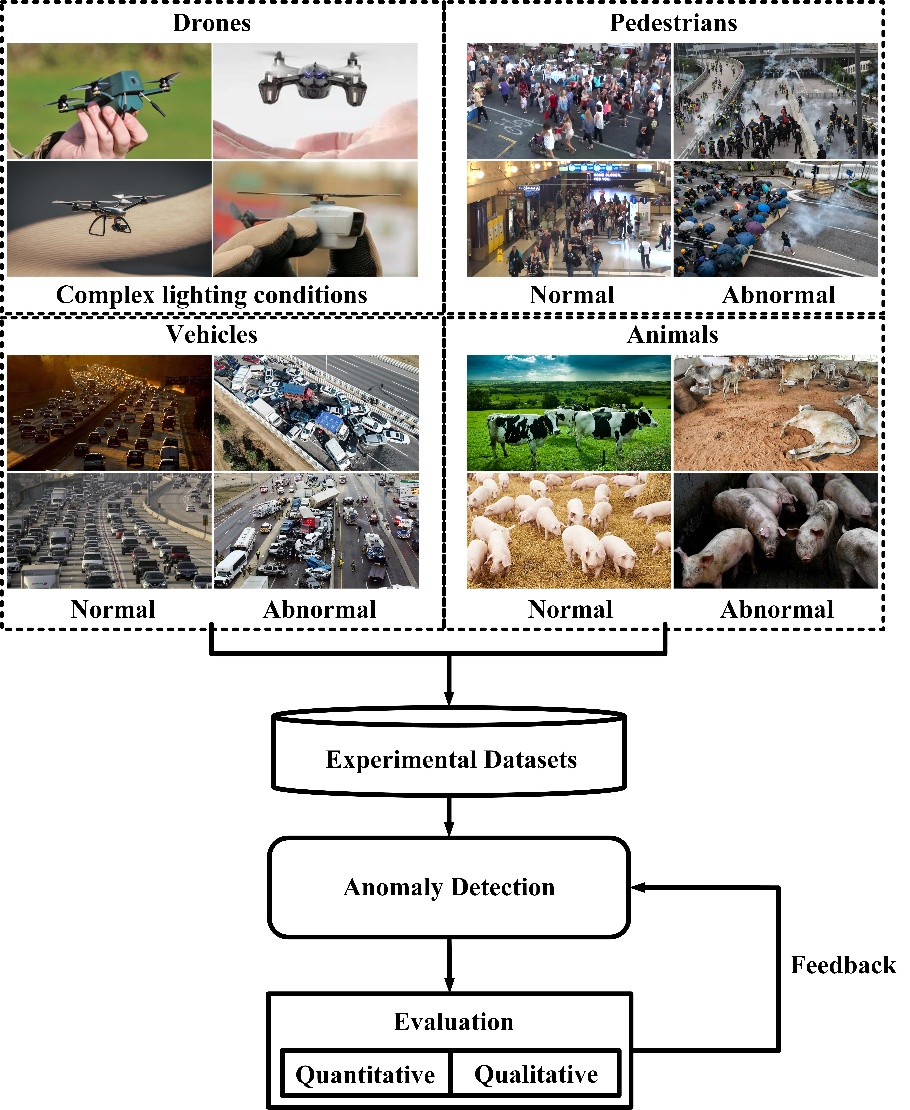 Drones
Pedestrians
Complex lighting conditions
Normal
Abnormal
Vehicles
Animals
Normal
Abnormal
Normal
Abnormal
Experimental Datasets
Anomaly Detection
Feedback
Evaluation
Quantitative
Qualitative